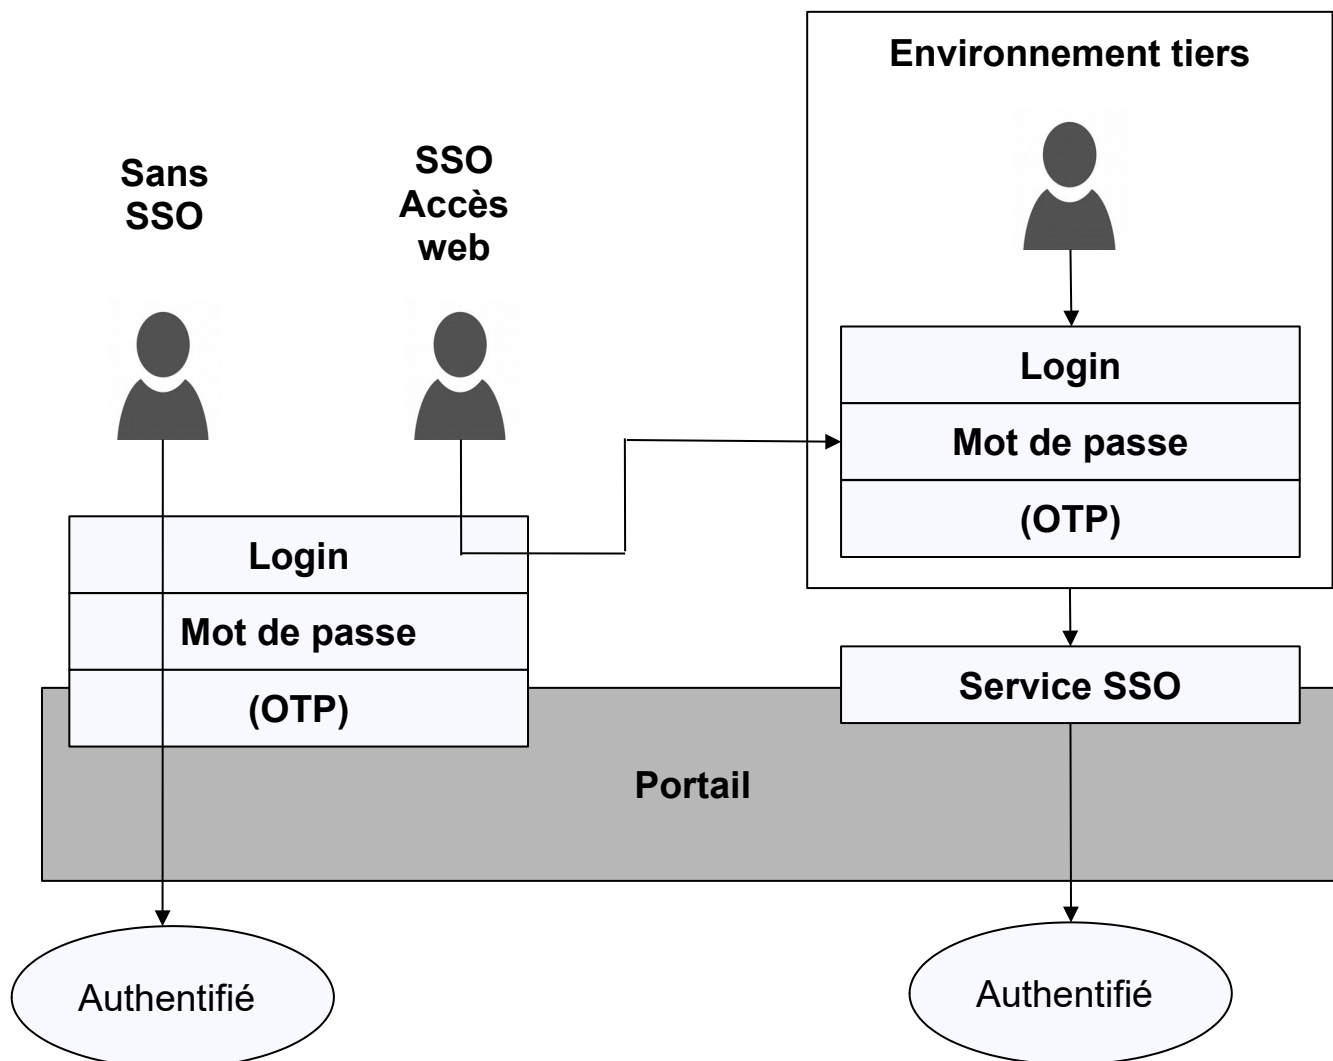 Environnement tiers
Sans
SSO
SSO
Accès
web
Login
Mot de passe
(OTP)
Login
Mot de passe
(OTP)
Service SSO
Portail
Authentifié
Authentifié